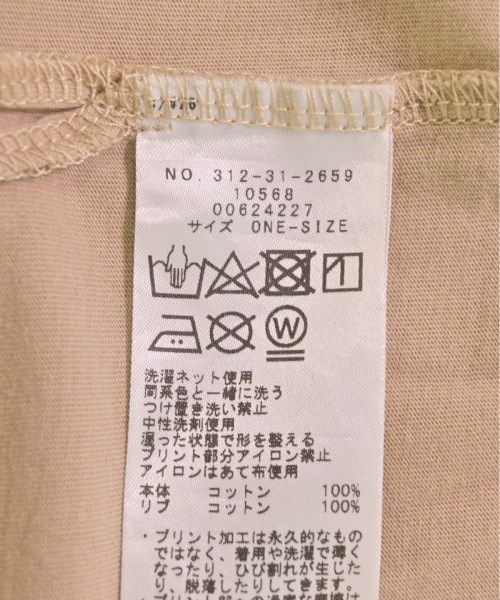 NO. 312-31-2659
10568
00624227
サイズ ONE-SIZE
W
洗濯ネット使用
同系色と一緒に洗う
つけ置き洗い禁止
中性洗剤使用
湿った状態で形を整える
プリント部分アイロン禁止
アイロンはあて布使用
本体 コットン 100%
リブ コットン 100%
・プリント加工は永久的なもの
ではなく、着用や洗濯で薄く
なったり、ひび割れが生じた
り、脱落したりしてきます。